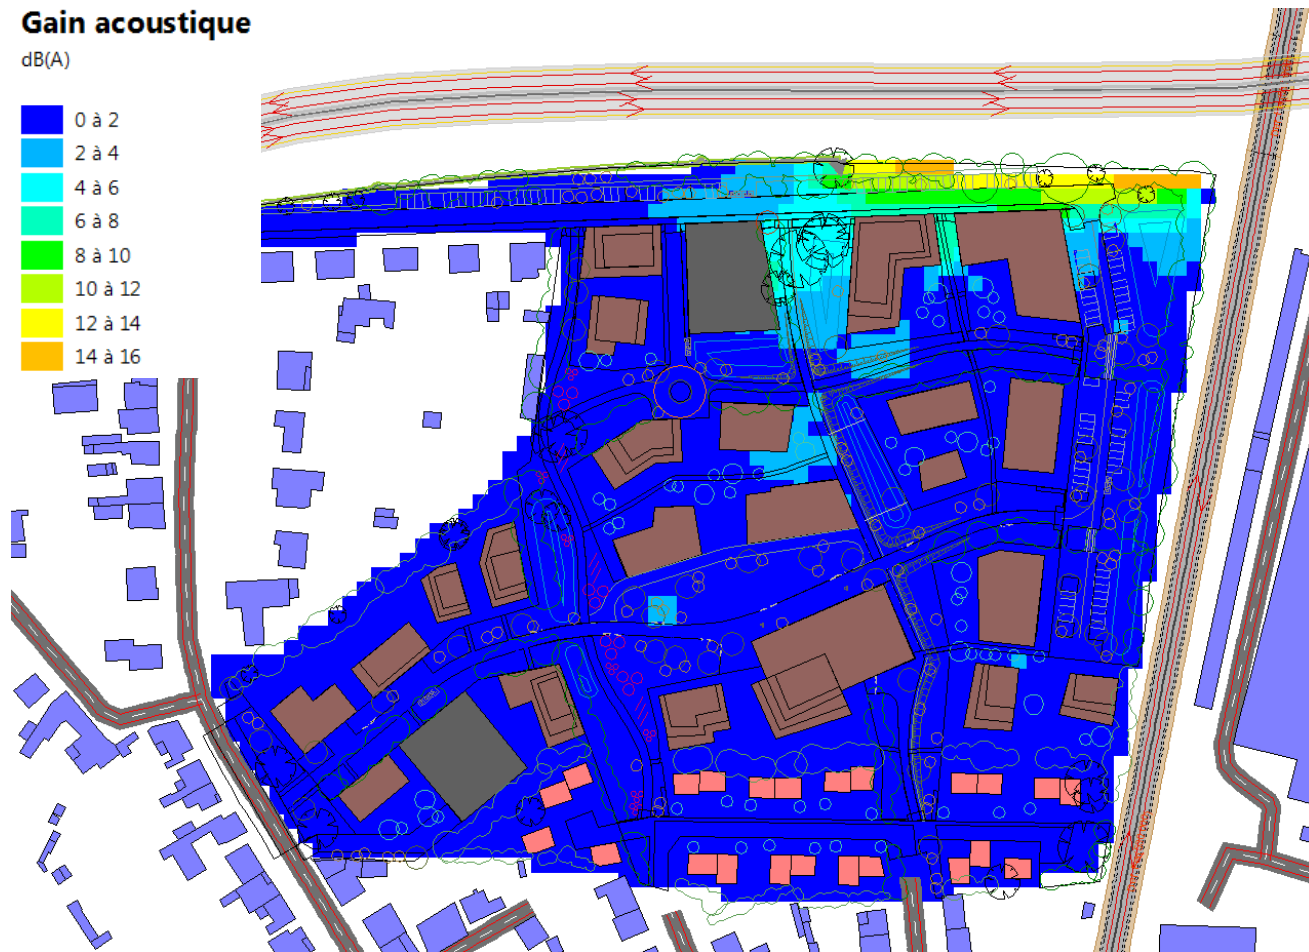 Gain acoustique
dB(A)
0 à 2
2 à 4
4 à 6
6 à 8
8 à 10
10 à 12
12 à 14
14 à 16